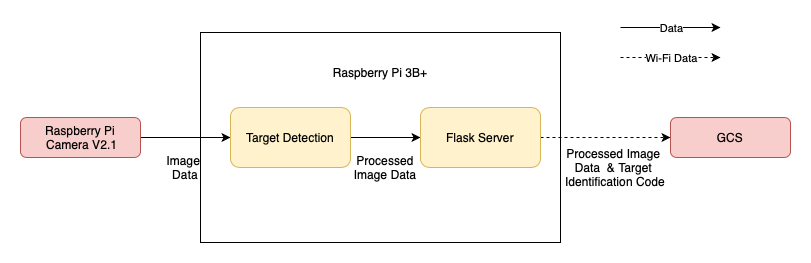 Data
Wi-Fi Data
Raspberry Pi 3B+
Raspberry Pi
Camera V2.1
Target Detection
Flask Server
GCS
Image
Data
Processed
Image Data
Processed Image
Data & Target
Identification Code